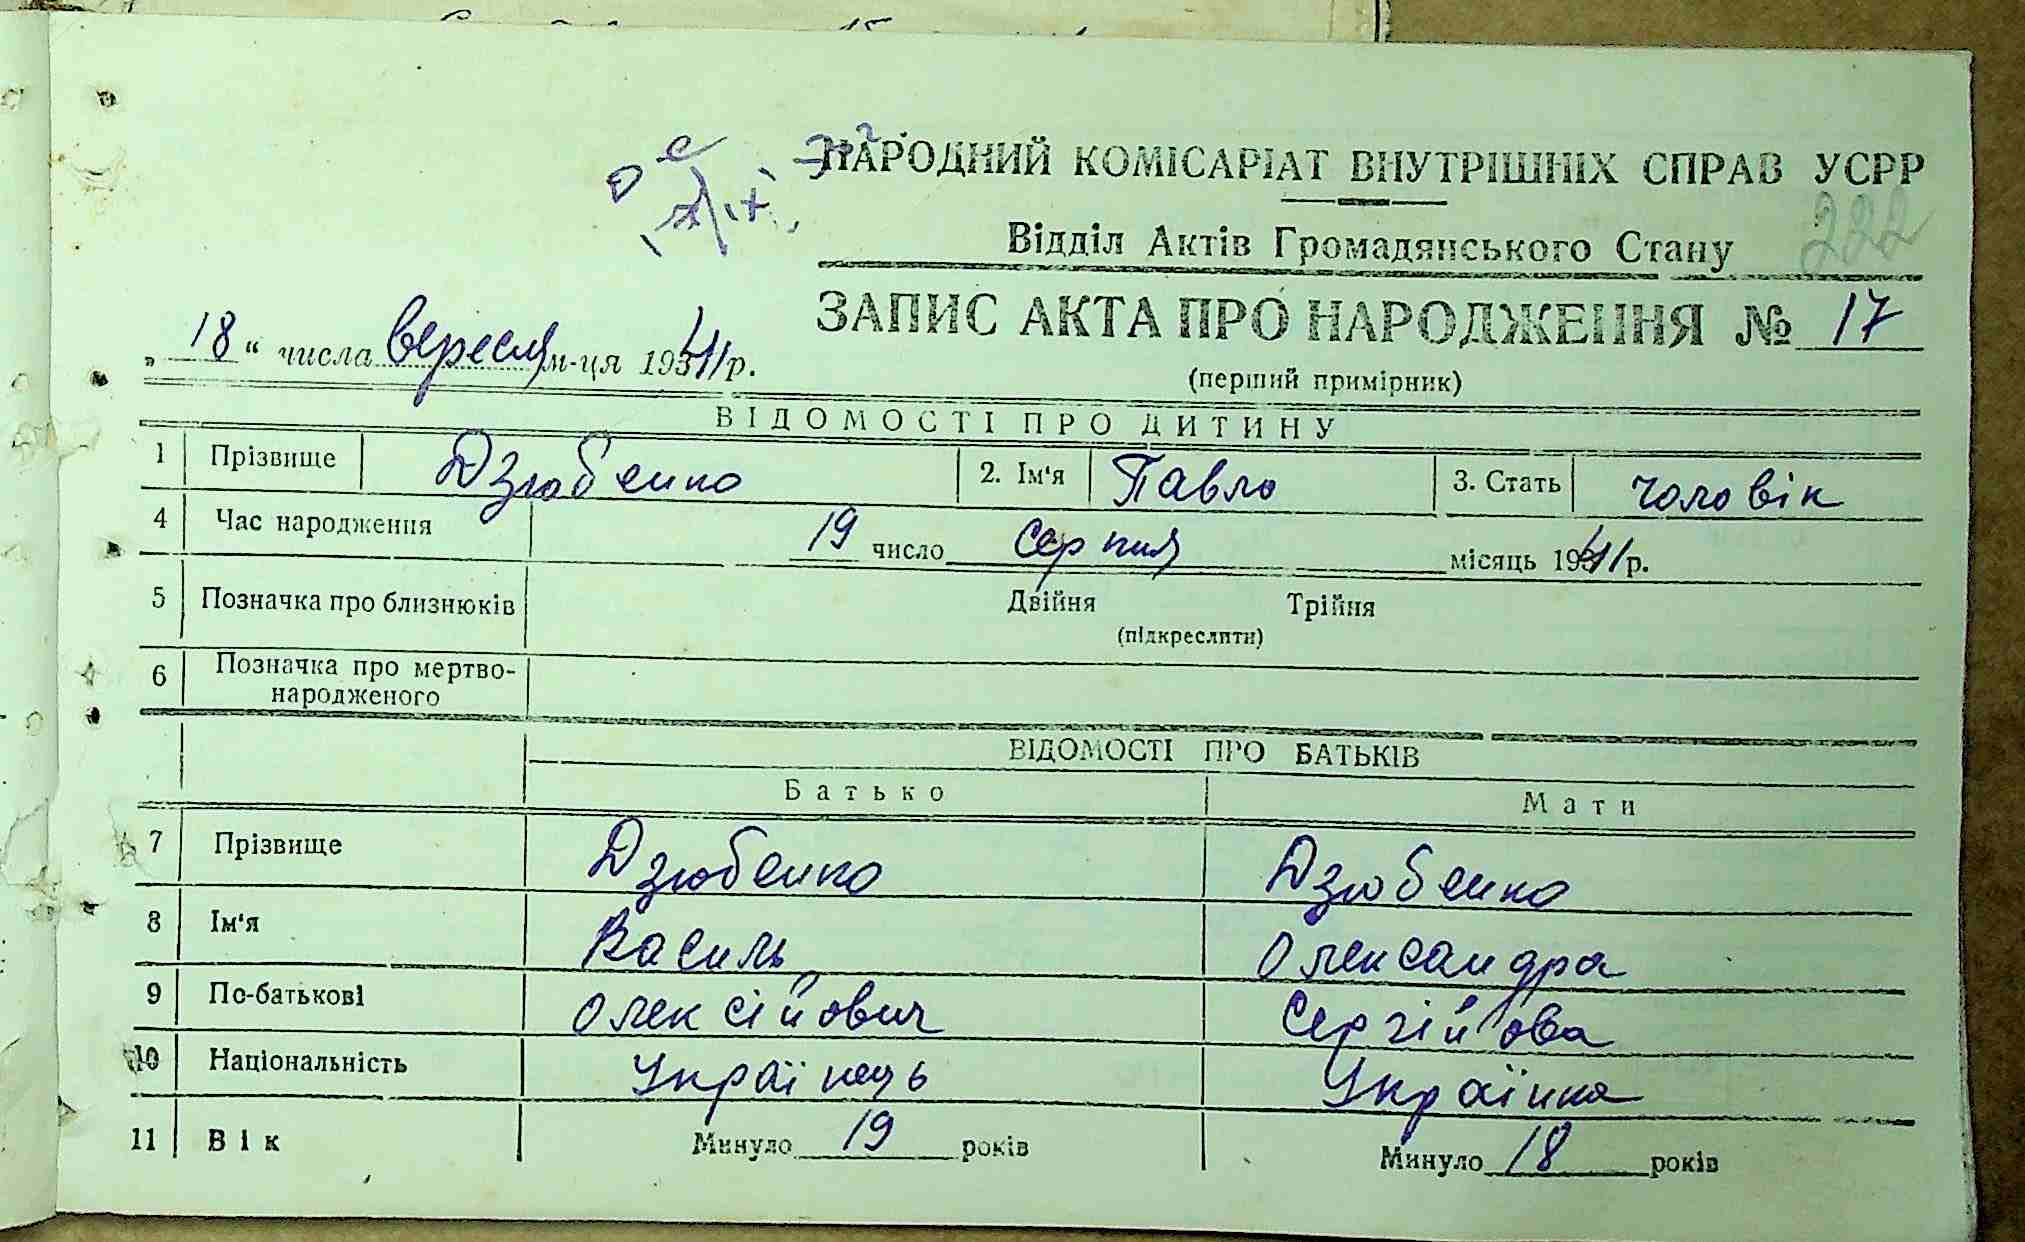 НАРОДНИЙ КОМІСАРІАТ ВНУТРІШНІХ СПРАВ УСРР
222
Відділ Актів Громадянського Стану
ЗАПИС АКТА ПРО НАРОДЖЕННЯ № 17
„ 18 “ числа вересня м-ця 1941 р.
(перший примірник)
ВІДОМОСТІ ПРО ДИТИНУ
1 Прізвище Дзюбенко 2. Ім'я Павло 3. Стать чоловік
4 Час народження 19 число серпня місяць 1941 р.
5 Позначка про близнюків Двійня Трійня
(підкреслити)
6 Позначка про мертво-
народженого
ВІДОМОСТІ ПРО БАТЬКІВ
Батько Мати
7 Прізвище Дзюбенко Дзюбенко
8 Ім'я Василь Олександра
9 По-батькові Олексійович Сергійова
10 Національність Українець Українка
11 Вік Минуло 19 років Минуло 18 років